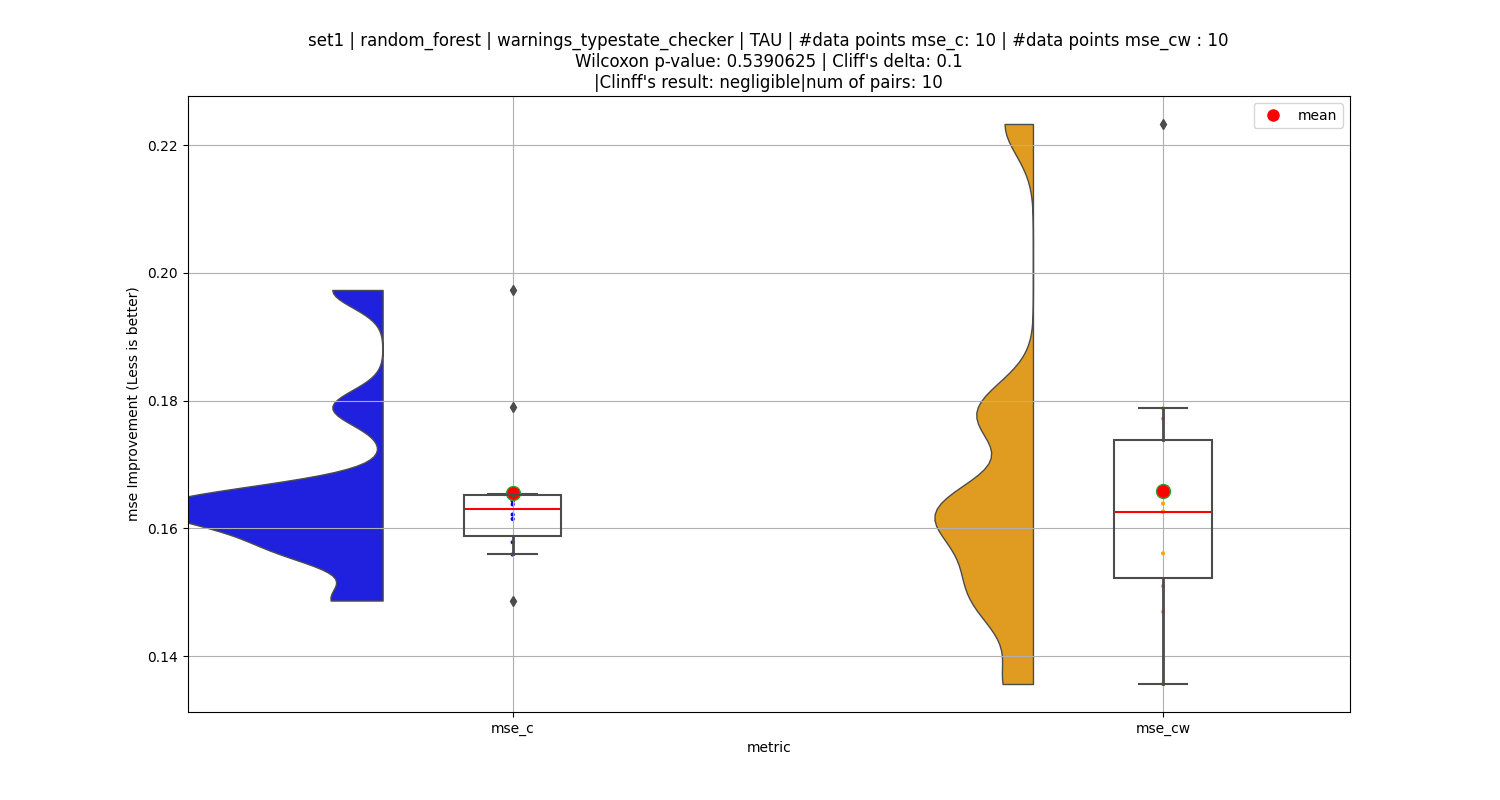 set1 | random_forest | warnings_typestate_checker | TAU | #data points mse_c: 10 | #data points mse_cw : 10
Wilcoxon p-value: 0.5390625 | Cliff's delta: 0.1
|Clinff's result: negligible|num of pairs: 10
mean
0.22
0.20
0.18
0.16
0.14
mse Improvement (Less is better)
mse_c
mse_cw
metric